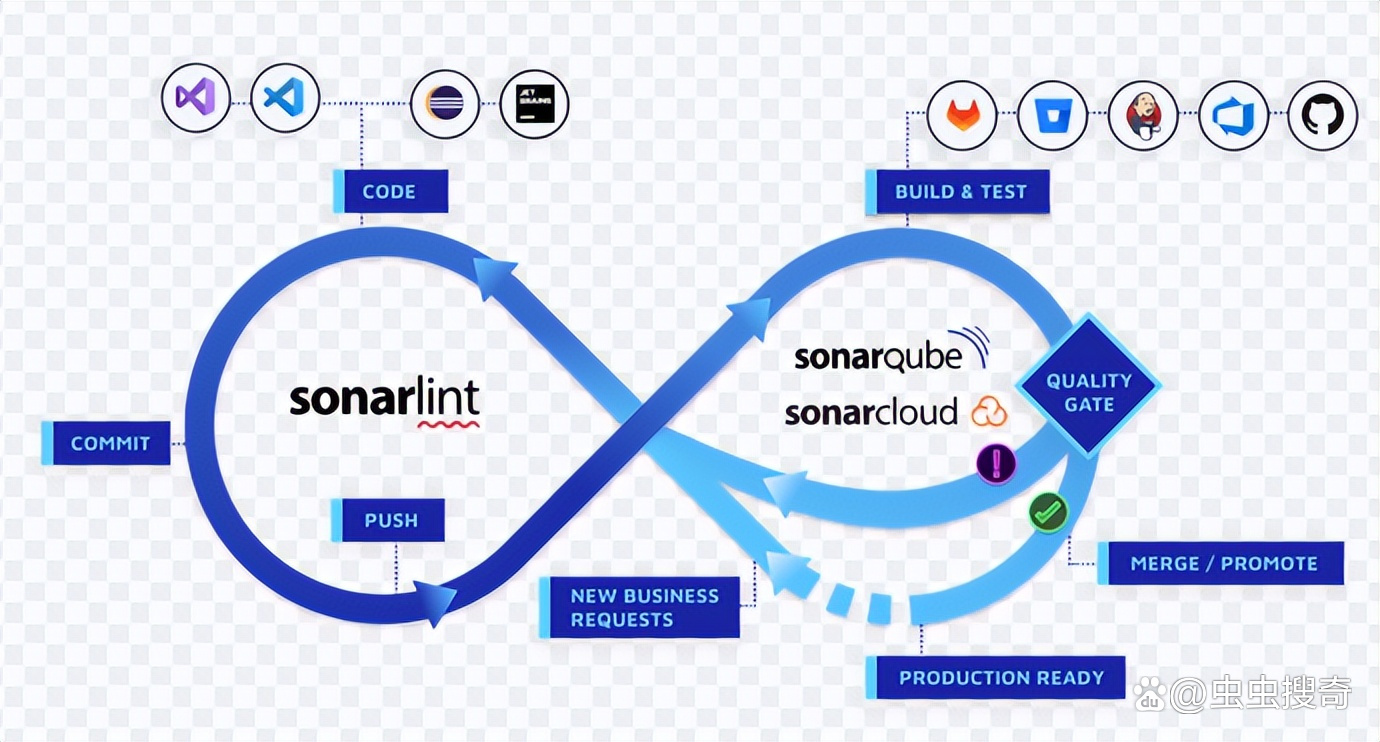 JET
BRAINS
CODE
BUILD & TEST
sonarqube
sonarcloud
QUALITY
GATE
sonarlint
COMMIT
PUSH
NEW BUSINESS
REQUESTS
MERGE / PROMOTE
PRODUCTION READY
du @虫虫搜奇